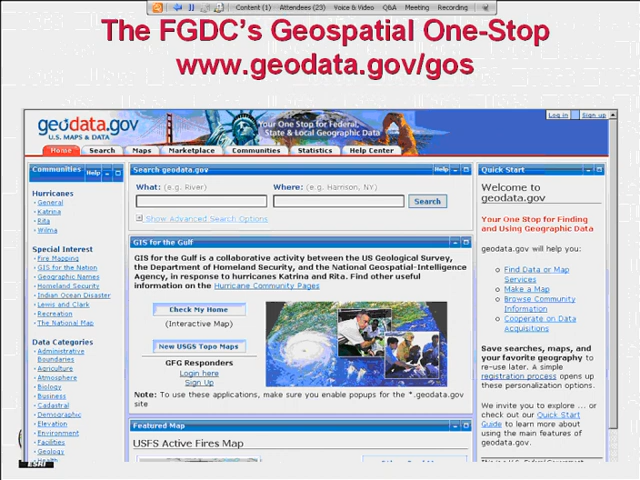 Content (1) Attendees (23) Voice & Video Q&A Meeting Recording
The FGDC's Geospatial One-Stop
www.geodata.gov/gos
geodata.gov
U.S. MAPS & DATA
Your One Stop for Federal,
State & Local Geographic Data
Log in Sign up
Home Search Maps Marketplace Communities Statistics Help Center
Communities Help
Hurricanes
General
Katrina
Rita
Wilma
Special Interest
Fire Mapping
GIS for the Nation
Geographic Names
Homeland Security
Indian Ocean Disaster
Lewis and Clark
Recreation
The National Map
Data Categories
Administrative
Boundaries
Agriculture
Atmosphere
Biology
Business
Cadastral
Demographic
Elevation
Environment
Facilities
Geology
Health
ESRI
Search geodata.gov Help
What: (e.g. River) Where: (e.g. Harrison, NY)
Search
Show Advanced Search Options
GIS for the Gulf
GIS for the Gulf is a collaborative activity between the US Geological Survey,
the Department of Homeland Security, and the National Geospatial-Intelligence
Agency, in response to hurricanes Katrina and Rita. Find other useful
information on the Hurricane Community Pages
Check My Home
(Interactive Map)
New USGS Topo Maps
GFG Responders
Login here
Sign Up
Note: To use these applications, make sure you enable popups for the *.geodata.gov
site
Featured Map
USFS Active Fires Map
Quick Start
Welcome to
geodata.gov
Your One Stop for Finding
and Using Geographic Data
geodata.gov will help you:
Find Data or Map
Services
Make a Map
Browse Community
Information
Cooperate on Data
Acquisitions
Save searches, maps, and
your favorite geography to
re-use later. A simple
registration process opens up
these personalization options.
We invite you to explore ... or
check out our Quick Start
Guide to learn more about
using the main features of
geodata.gov.